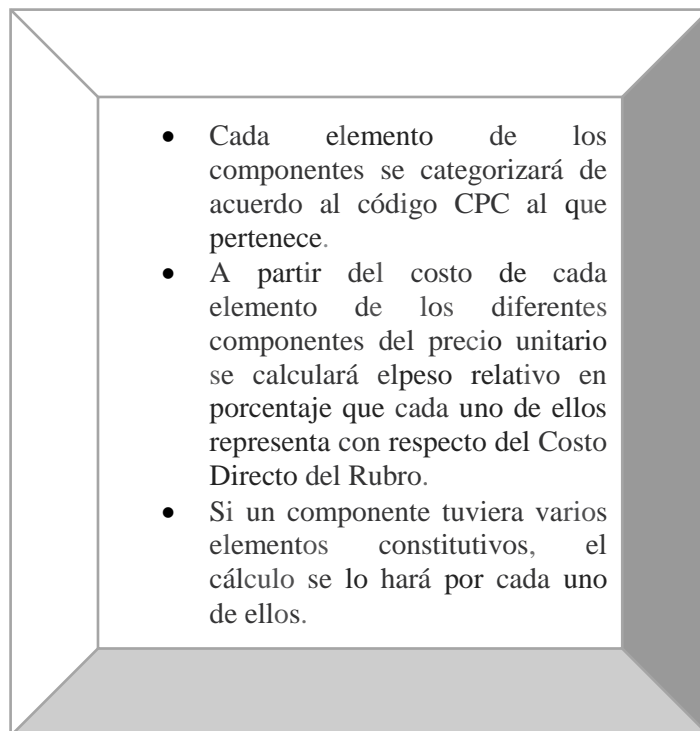 • Cada elemento de los
componentes se categorizará de
acuerdo al código CPC al que
pertenece.
• A partir del costo de cada
elemento de los diferentes
componentes del precio unitario
se calculará elpeso relativo en
porcentaje que cada uno de ellos
representa con respecto del Costo
Directo del Rubro.
• Si un componente tuviera varios
elementos constitutivos, el
cálculo se lo hará por cada uno
de ellos.